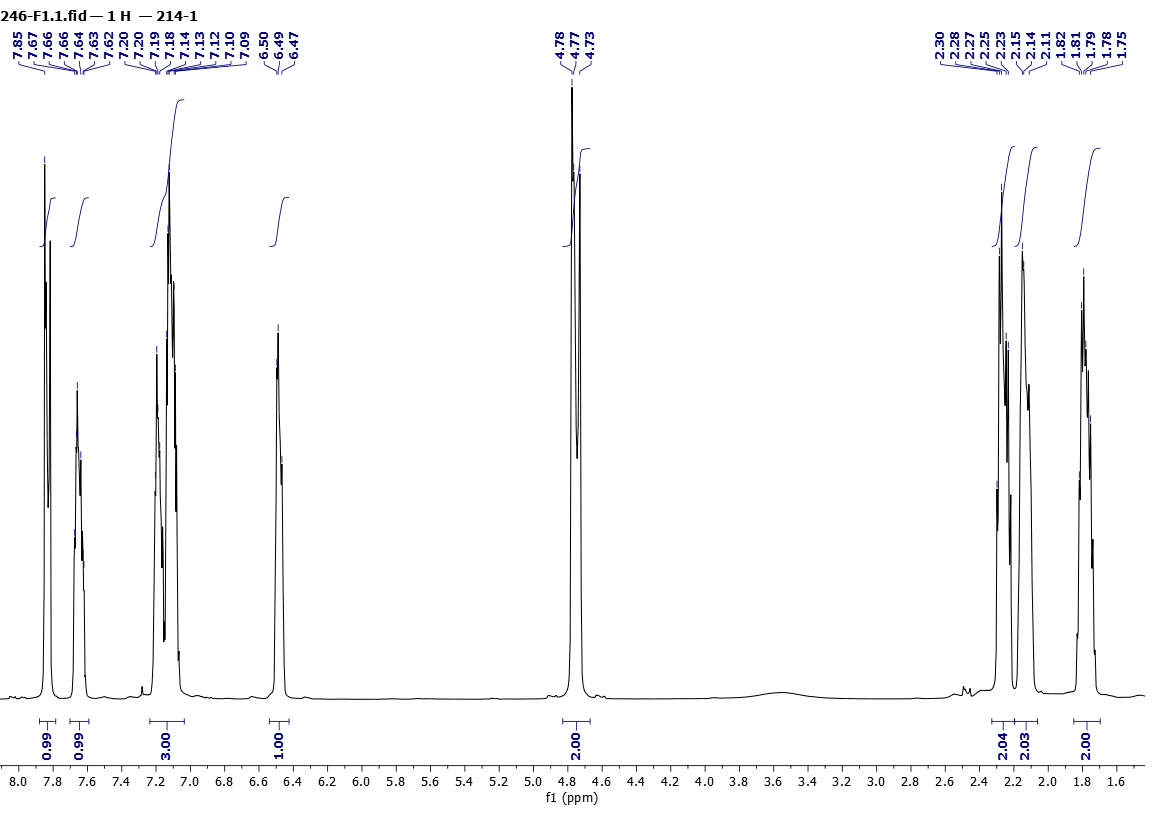 246-F1.1.fid — 1 H — 214-1
7.85 7.67 7.66 7.66 7.64 7.63 7.62 7.20 7.20 7.19 7.18 7.14 7.13 7.12 7.10 7.09 6.50 6.49 6.47 4.78 4.77 4.73 2.30 2.28 2.27 2.25 2.23 2.15 2.14 2.11 1.82 1.81 1.79 1.78 1.75
0.99 0.99 3.00 1.00 2.00 2.04 2.03 2.00
8.0 7.8 7.6 7.4 7.2 7.0 6.8 6.6 6.4 6.2 6.0 5.8 5.6 5.4 5.2 5.0 4.8 4.6 4.4 4.2 4.0 3.8 3.6 3.4 3.2 3.0 2.8 2.6 2.4 2.2 2.0 1.8 1.6
f1 (ppm)